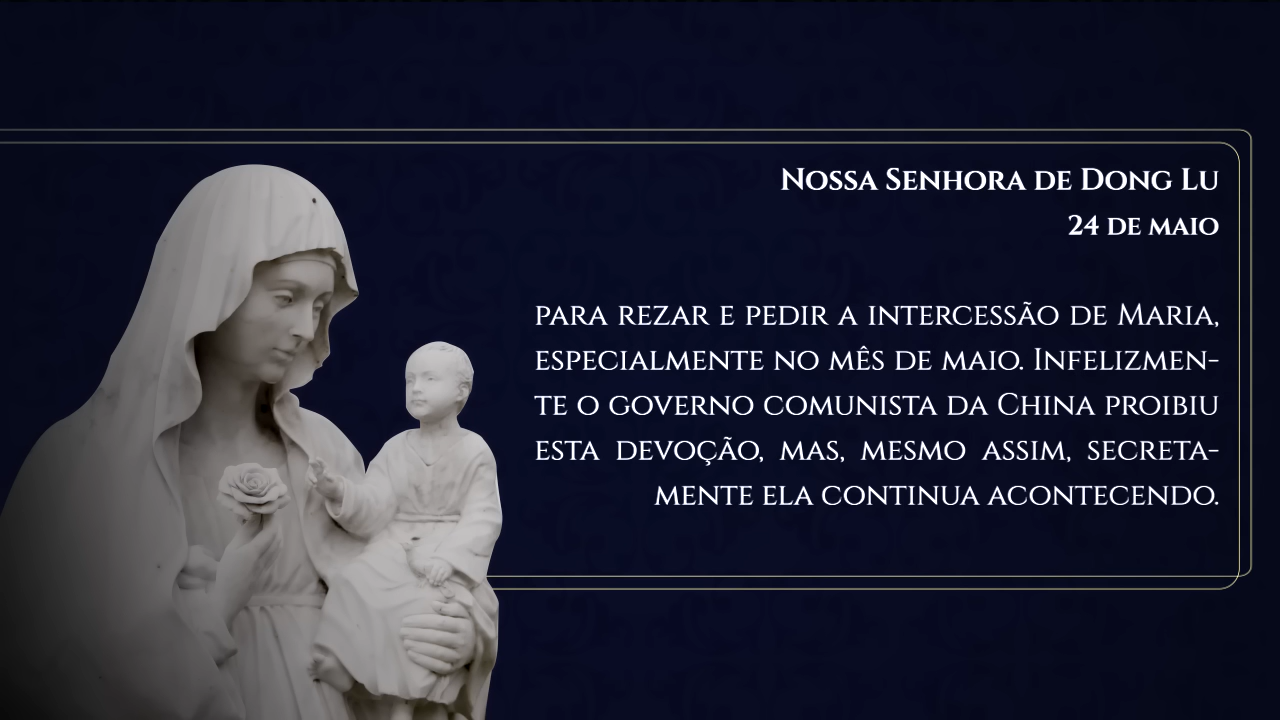 Nossa Senhora de Dong Lu
24 de maio
para rezar e pedir a intercessão de Maria,
especialmente no mês de maio. Infelizmen-
te o governo comunista da China proibiu
esta devoção, mas, mesmo assim, secreta-
mente ela continua acontecendo.